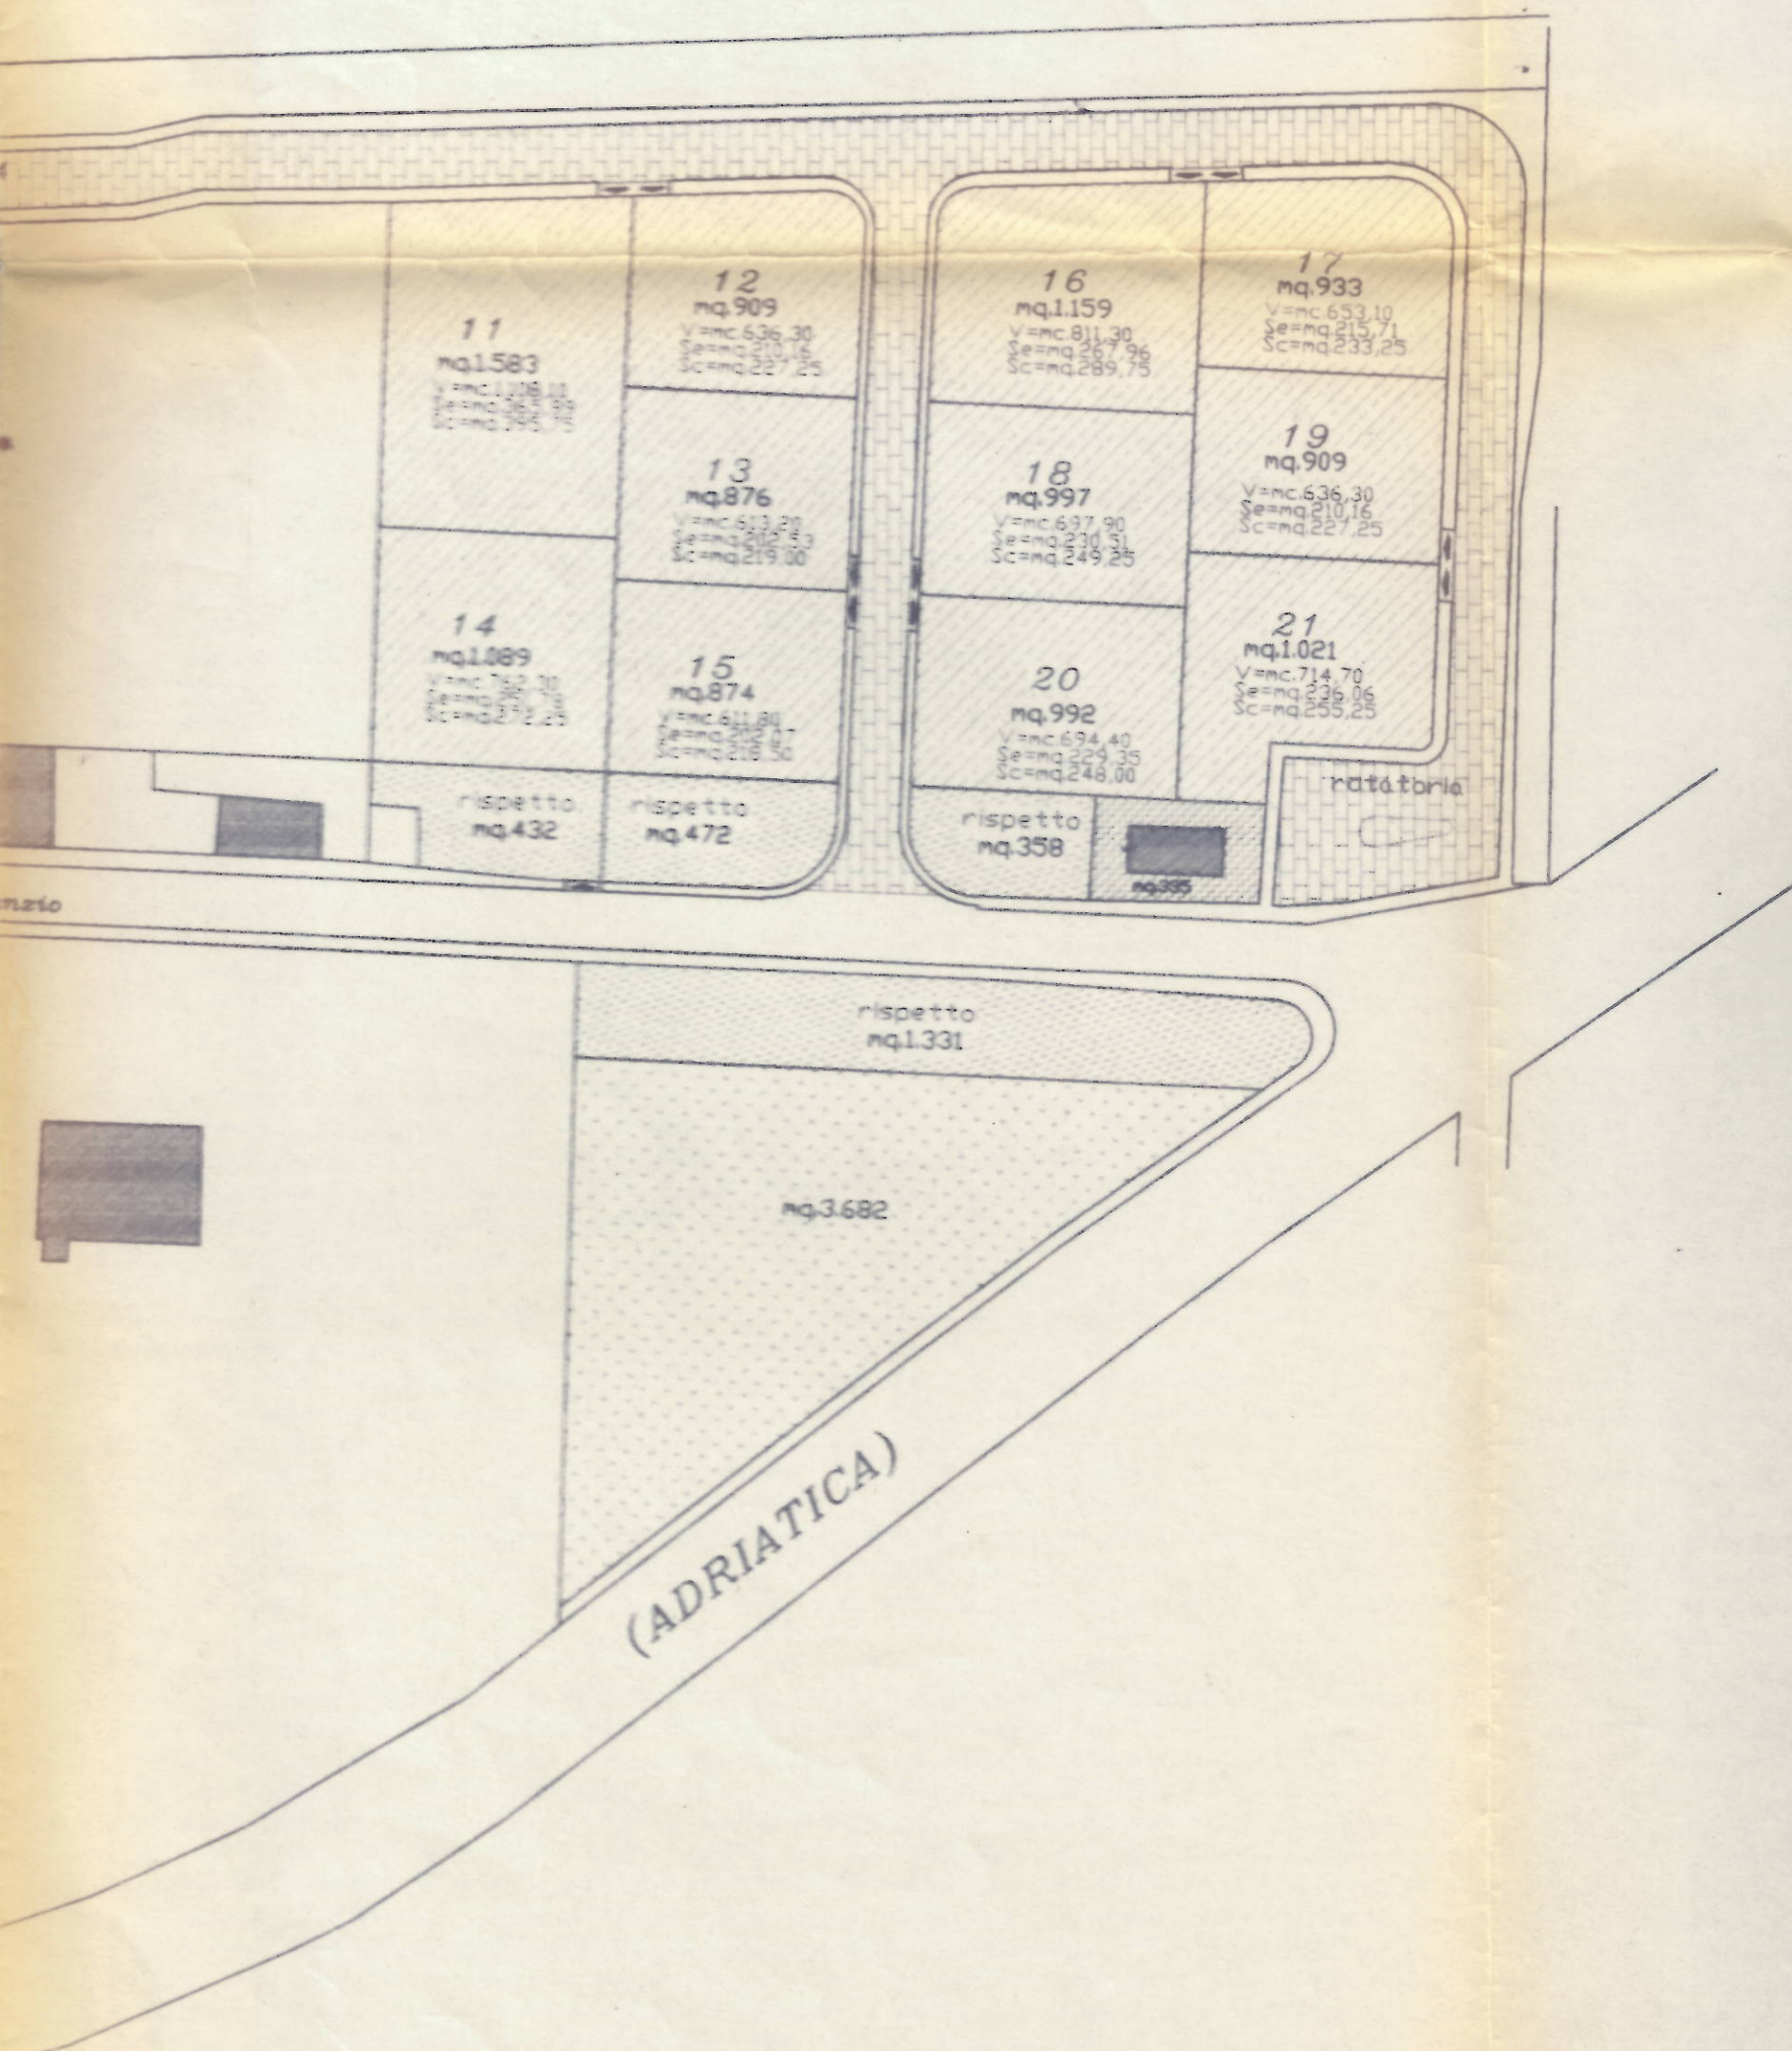 11
mq.1.583
12
mq.909
V=mc.636,30
Sc=mq.227,25
16
mq.1.159
V=mc.811,30
Se=mq.267,96
Sc=mq.289,75
17
mq.933
V=mc.653,10
Se=mq.215,71
Sc=mq.233,25
13
mq.876
V=mc.613,20
Sc=mq.219,00
18
mq.997
V=mc.697,90
Se=mq.230,51
Sc=mq.249,25
19
mq.909
V=mc.636,30
Se=mq.210,16
Sc=mq.227,25
14
mq.1.089
V=mc.762,30
Sc=mq.272,25
15
mq.874
V=mc.611,80
Sc=mq.218,50
20
mq.992
V=mc.694,40
Se=mq.229,35
Sc=mq.248,00
21
mq.1.021
V=mc.714,70
Se=mq.236,06
Sc=mq.255,25
rispetto
mq.432
rispetto
mq.472
rispetto
mq.358
mq.395
rotatoria
nzio
rispetto
mq.1.331
mq.3.682
(ADRIATICA)